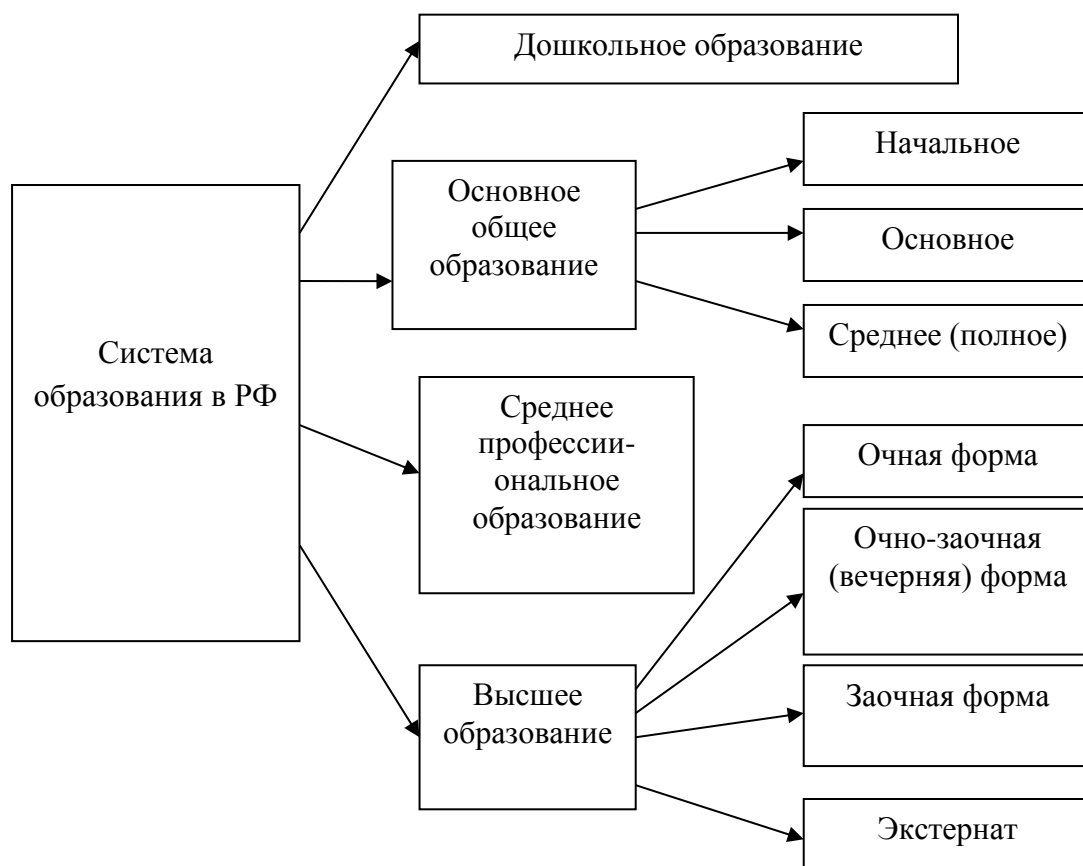 Дошкольное образование
Начальное
Основное
общее
образование
Основное
Среднее (полное)
Система
образования в РФ
Среднее
профессии-
ональное
образование
Очная форма
Очно-заочная
(вечерняя) форма
Высшее
образование
Заочная форма
Экстернат